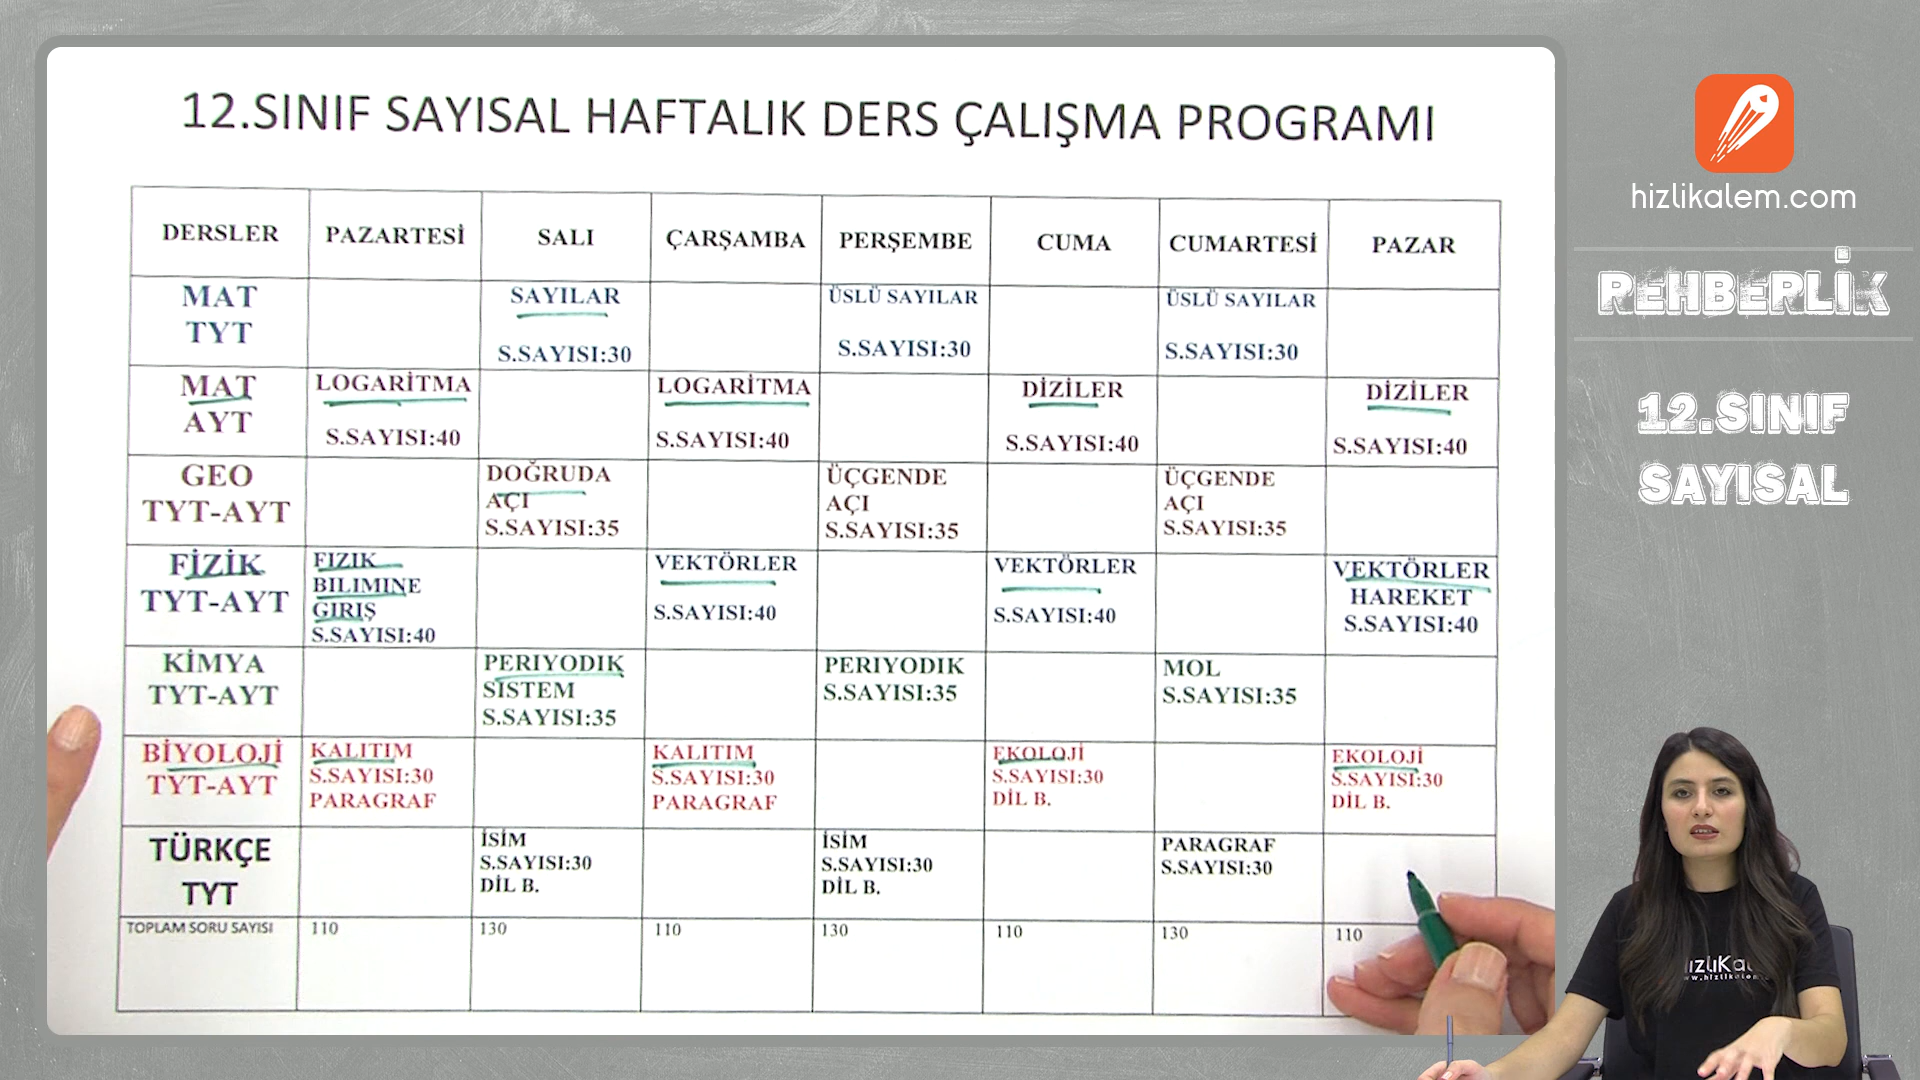 12.SINIF SAYISAL HAFTALIK DERS ÇALIŞMA PROGRAMI
DERSLER PAZARTESİ SALI ÇARŞAMBA PERŞEMBE CUMA CUMARTESİ PAZAR
MAT
TYT
SAYILAR
S.SAYISI:30
ÜSLÜ SAYILAR
S.SAYISI:30
ÜSLÜ SAYILAR
S.SAYISI:30
MAT
AYT
LOGARİTMA
S.SAYISI:40
LOGARİTMA
S.SAYISI:40
DİZİLER
S.SAYISI:40
DİZİLER
S.SAYISI:40
GEO
TYT-AYT
DOĞRUDA
AÇI
S.SAYISI:35
ÜÇGENDE
AÇI
S.SAYISI:35
ÜÇGENDE
AÇI
S.SAYISI:35
FİZİK
TYT-AYT
FIZIK
BILIMINE
GIRIŞ
S.SAYISI:40
VEKTÖRLER
S.SAYISI:40
VEKTÖRLER
S.SAYISI:40
VEKTÖRLER
HAREKET
S.SAYISI:40
KİMYA
TYT-AYT
PERIYODIK
SISTEM
S.SAYISI:35
PERIYODIK
S.SAYISI:35
MOL
S.SAYISI:35
BİYOLOJİ
TYT-AYT
KALITIM
S.SAYISI:30
PARAGRAF
KALITIM
S.SAYISI:30
PARAGRAF
EKOLOJİ
S.SAYISI:30
DİL B.
EKOLOJİ
S.SAYISI:30
DİL B.
TÜRKÇE
TYT
İSİM
S.SAYISI:30
DİL B.
İSİM
S.SAYISI:30
DİL B.
PARAGRAF
S.SAYISI:30
TOPLAM SORU SAYISI 110 130 110 130 110 130 110
hizlikalem.com
REHBERLİK
12.SINIF
SAYISAL